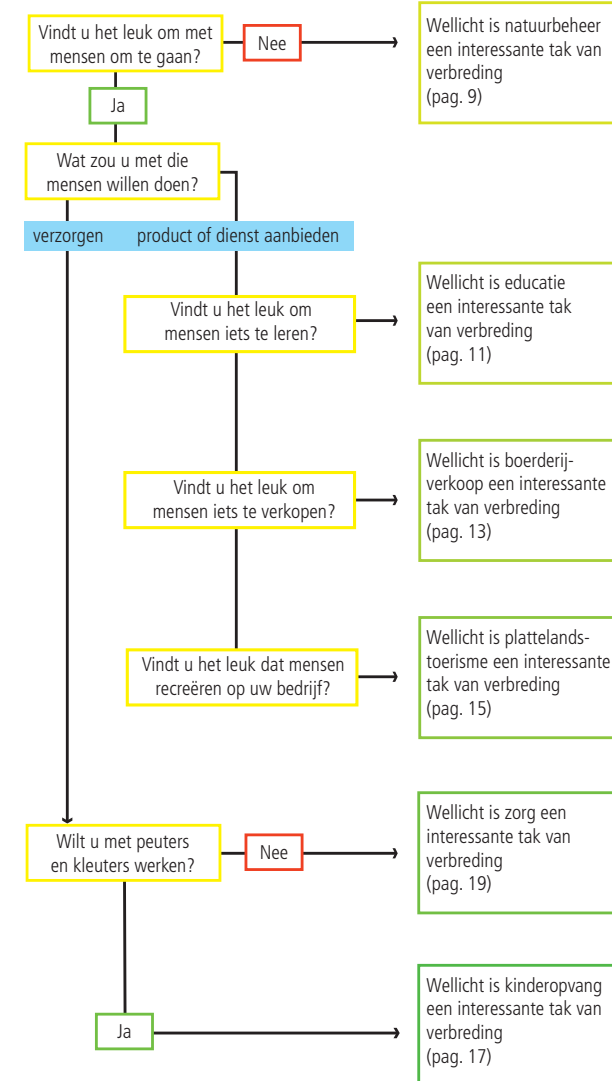 Vindt u het leuk om met
mensen om te gaan?
Nee
Wellicht is natuurbeheer
een interessante tak van
verbreding
(pag. 9)
Ja
Wat zou u met die
mensen willen doen?
verzorgen
product of dienst aanbieden
Vindt u het leuk om
mensen iets te leren?
Wellicht is educatie
een interessante tak
van verbreding
(pag. 11)
Vindt u het leuk om
mensen iets te verkopen?
Wellicht is boerderij-
verkoop een interessante
tak van verbreding
(pag. 13)
Vindt u het leuk dat mensen
recreëren op uw bedrijf?
Wellicht is plattelands-
toerisme een interessante
tak van verbreding
(pag. 15)
Wilt u met peuters
en kleuters werken?
Nee
Wellicht is zorg een
interessante tak van
verbreding
(pag. 19)
Ja
Wellicht is kinderopvang
een interessante tak van
verbreding
(pag. 17)